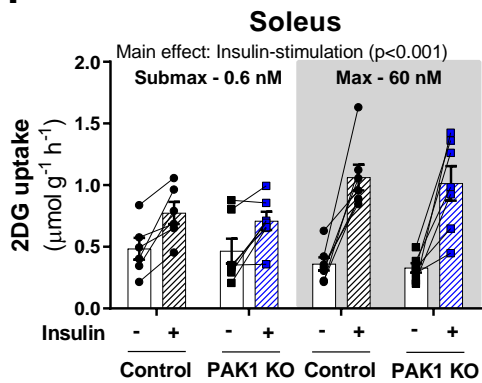 Soleus
Main effect: Insulin-stimulation (p<0.001)
Submax - 0.6 nM Max - 60 nM
2DG uptake
(μmol g⁻¹ h⁻¹)
2.0
1.5
1.0
0.5
0.0
Insulin - + - + - + - +
Control PAK1 KO Control PAK1 KO